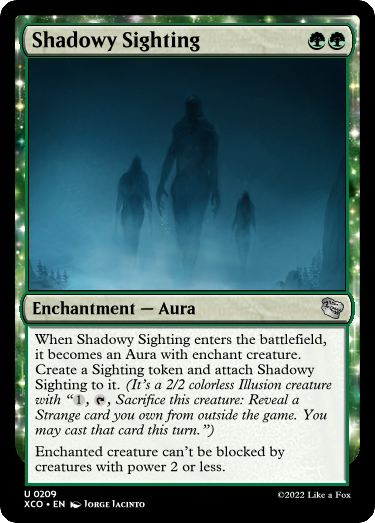 Shadowy Sighting
Enchantment — Aura
When Shadowy Sighting enters the battlefield,
it becomes an Aura with enchant creature.
Create a Sighting token and attach Shadowy
Sighting to it. (It's a 2/2 colorless Illusion creature
with “1, , Sacrifice this creature: Reveal a
Strange card you own from outside the game. You
may cast that card this turn.”)
Enchanted creature can't be blocked by
creatures with power 2 or less.
U 0209
XCO • EN Jorge Jacinto
©2022 Like a Fox